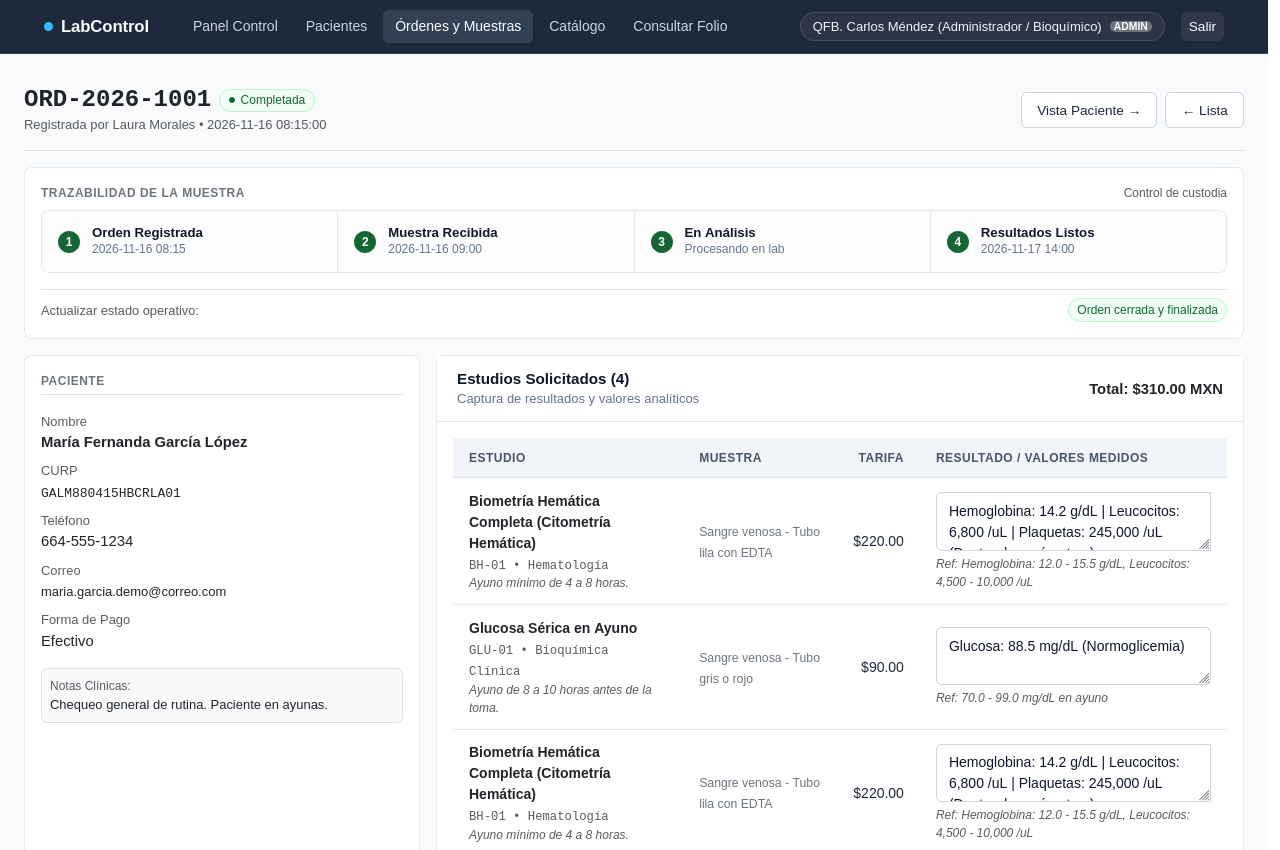 LabControl
Panel Control
Pacientes
Órdenes y Muestras
Catálogo
Consultar Folio
QFB. Carlos Méndez (Administrador / Bioquímico) ADMIN
Salir
ORD-2026-1001
Completada
Registrada por Laura Morales • 2026-11-16 08:15:00
Vista Paciente →
← Lista
TRAZABILIDAD DE LA MUESTRA
Control de custodia
1
Orden Registrada
2026-11-16 08:15
2
Muestra Recibida
2026-11-16 09:00
3
En Análisis
Procesando en lab
4
Resultados Listos
2026-11-17 14:00
Actualizar estado operativo:
Orden cerrada y finalizada
PACIENTE
Nombre
María Fernanda García López
CURP
GALM880415HBCRLA01
Teléfono
664-555-1234
Correo
maria.garcia.demo@correo.com
Forma de Pago
Efectivo
Notas Clínicas:
Chequeo general de rutina. Paciente en ayunas.
Estudios Solicitados (4)
Captura de resultados y valores analíticos
Total: $310.00 MXN
ESTUDIO
MUESTRA
TARIFA
RESULTADO / VALORES MEDIDOS
Biometría Hemática
Completa (Citometría
Hemática)
BH-01 • Hematología
Ayuno mínimo de 4 a 8 horas.
Sangre venosa - Tubo
lila con EDTA
$220.00
Hemoglobina: 14.2 g/dL | Leucocitos:
6,800 /uL | Plaquetas: 245,000 /uL
Ref: Hemoglobina: 12.0 - 15.5 g/dL, Leucocitos:
4,500 - 10,000 /uL
Glucosa Sérica en Ayuno
GLU-01 • Bioquímica
Clínica
Ayuno de 8 a 10 horas antes de la
toma.
Sangre venosa - Tubo
gris o rojo
$90.00
Glucosa: 88.5 mg/dL (Normoglicemia)
Ref: 70.0 - 99.0 mg/dL en ayuno
Biometría Hemática
Completa (Citometría
Hemática)
BH-01 • Hematología
Ayuno mínimo de 4 a 8 horas.
Sangre venosa - Tubo
lila con EDTA
$220.00
Hemoglobina: 14.2 g/dL | Leucocitos:
6,800 /uL | Plaquetas: 245,000 /uL
Ref: Hemoglobina: 12.0 - 15.5 g/dL, Leucocitos:
4,500 - 10,000 /uL